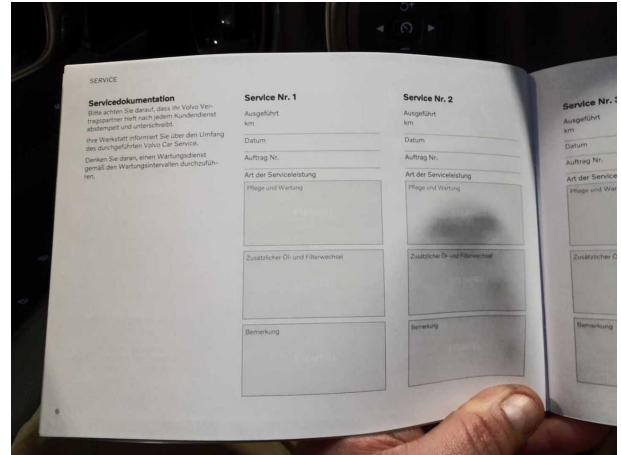 SERVICE
Servicedokumentation
Bitte achten Sie darauf, dass Ihr Volvo Ver-
tragspartner Heft nach jedem Kundendienst
abstempelt und unterschreibt.
Ihre Werkstatt informiert Sie über den Umfang
des durchgeführten Volvo Car Service.
Denken Sie daran, einen Wartungsdienst
gemäß den Wartungsintervallen durchzufüh-
ren.
6
Service Nr. 1
Ausgeführt
km
Datum
Auftrag Nr.
Art der Serviceleistung
Pflege und Wartung
Zusätzlicher Öl- und Filterwechsel
Bemerkung
Service Nr. 2
Ausgeführt
km
Datum
Auftrag Nr.
Art der Serviceleistung
Pflege und Wartung
Zusätzlicher Öl- und Filterwechsel
Bemerkung
Service Nr. 3
Ausgeführt
km
Datum
Auftrag Nr.
Art der Service
Pflege und War
Zusätzlicher Ö
Bemerkung